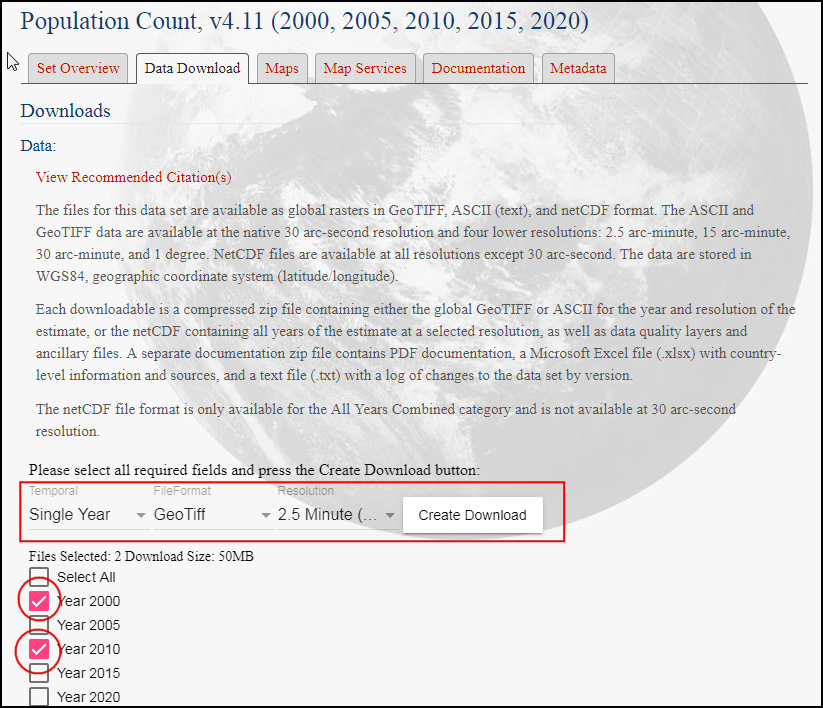 Population Count, v4.11 (2000, 2005, 2010, 2015, 2020)
Set Overview Data Download Maps Map Services Documentation Metadata
Downloads
Data:
View Recommended Citation(s)
The files for this data set are available as global rasters in GeoTIFF, ASCII (text), and netCDF format. The ASCII and
GeoTIFF data are available at the native 30 arc-second resolution and four lower resolutions: 2.5 arc-minute, 15 arc-minute,
30 arc-minute, and 1 degree. NetCDF files are available at all resolutions except 30 arc-second. The data are stored in
WGS84, geographic coordinate system (latitude/longitude).
Each downloadable is a compressed zip file containing either the global GeoTIFF or ASCII for the year and resolution of the
estimate, or the netCDF containing all years of the estimate at a selected resolution, as well as data quality layers and
ancillary files. A separate documentation zip file contains PDF documentation, a Microsoft Excel file (.xlsx) with country-
level information and sources, and a text file (.txt) with a log of changes to the data set by version.
The netCDF file format is only available for the All Years Combined category and is not available at 30 arc-second
resolution.
Please select all required fields and press the Create Download button:
Temporal FileFormat Resolution
Single Year GeoTiff 2.5 Minute (... Create Download
Files Selected: 2 Download Size: 50MB
Select All
Year 2000
Year 2005
Year 2010
Year 2015
Year 2020